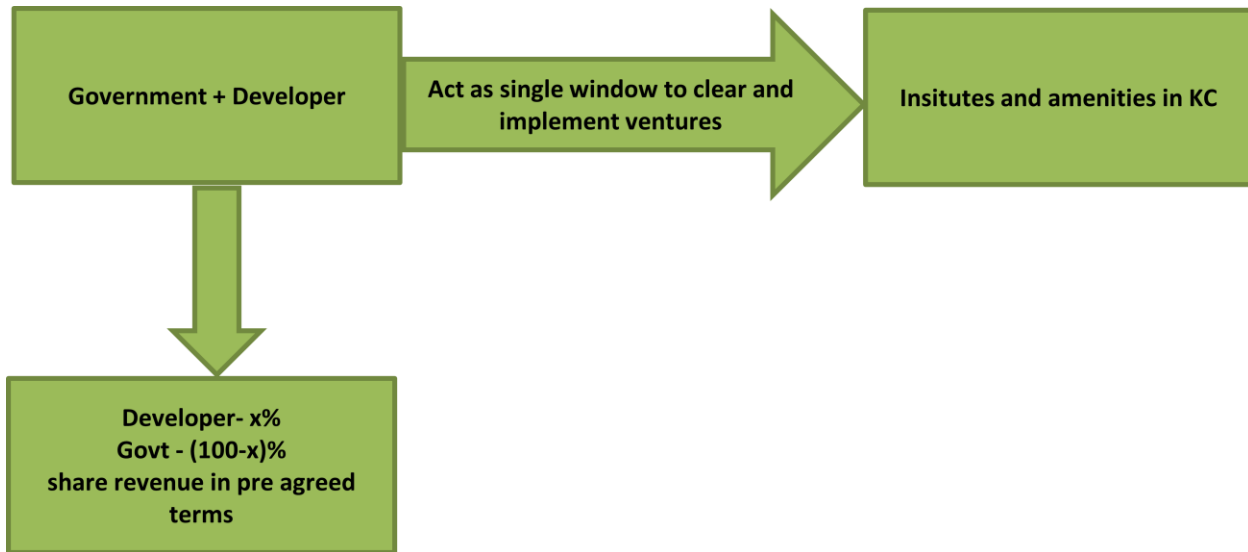 Government + Developer
Act as single window to clear and
implement ventures
Insitutes and amenities in KC
Developer- x%
Govt - (100-x)%
share revenue in pre agreed
terms